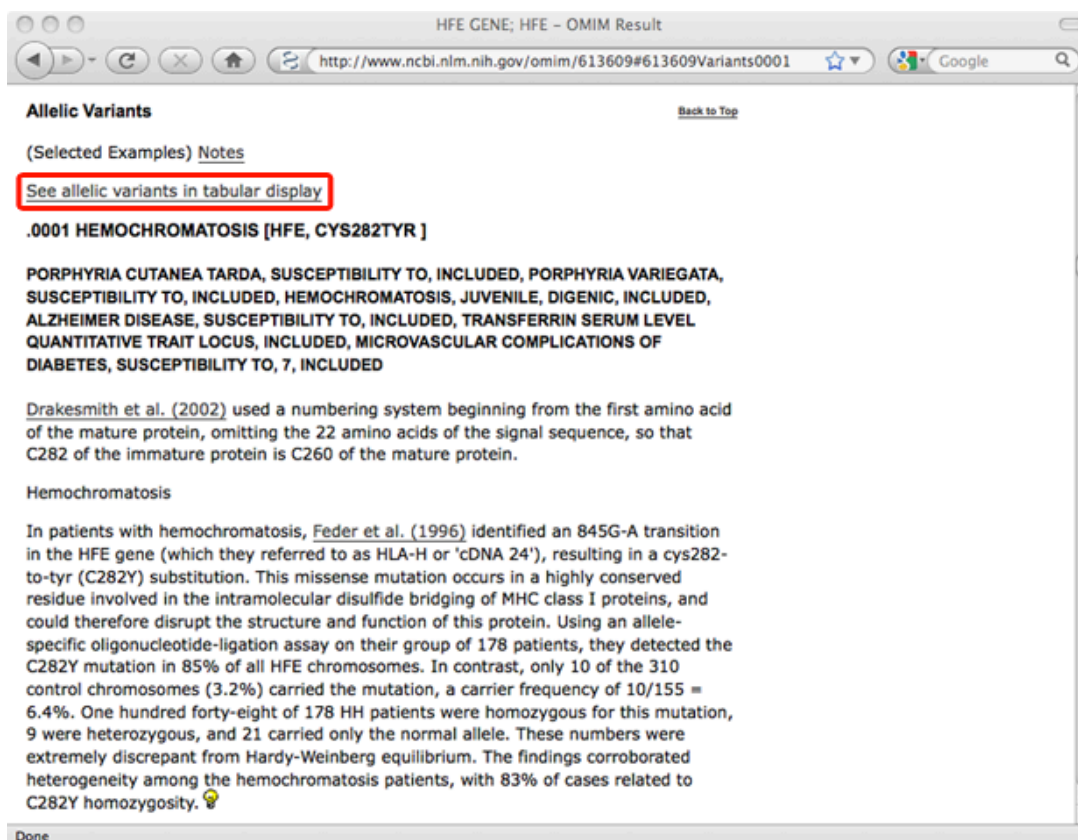 HFE GENE; HFE – OMIM Result
http://www.ncbi.nlm.nih.gov/omim/613609#613609Variants0001
Google
Allelic Variants
Back to Top
(Selected Examples) Notes
See allelic variants in tabular display
.0001 HEMOCHROMATOSIS [HFE, CYS282TYR ]
PORPHYRIA CUTANEA TARDA, SUSCEPTIBILITY TO, INCLUDED, PORPHYRIA VARIEGATA,
SUSCEPTIBILITY TO, INCLUDED, HEMOCHROMATOSIS, JUVENILE, DIGENIC, INCLUDED,
ALZHEIMER DISEASE, SUSCEPTIBILITY TO, INCLUDED, TRANSFERRIN SERUM LEVEL
QUANTITATIVE TRAIT LOCUS, INCLUDED, MICROVASCULAR COMPLICATIONS OF
DIABETES, SUSCEPTIBILITY TO, 7, INCLUDED
Drakesmith et al. (2002) used a numbering system beginning from the first amino acid
of the mature protein, omitting the 22 amino acids of the signal sequence, so that
C282 of the immature protein is C260 of the mature protein.
Hemochromatosis
In patients with hemochromatosis, Feder et al. (1996) identified an 845G-A transition
in the HFE gene (which they referred to as HLA-H or 'cDNA 24'), resulting in a cys282-
to-tyr (C282Y) substitution. This missense mutation occurs in a highly conserved
residue involved in the intramolecular disulfide bridging of MHC class I proteins, and
could therefore disrupt the structure and function of this protein. Using an allele-
specific oligonucleotide-ligation assay on their group of 178 patients, they detected the
C282Y mutation in 85% of all HFE chromosomes. In contrast, only 10 of the 310
control chromosomes (3.2%) carried the mutation, a carrier frequency of 10/155 =
6.4%. One hundred forty-eight of 178 HH patients were homozygous for this mutation,
9 were heterozygous, and 21 carried only the normal allele. These numbers were
extremely discrepant from Hardy-Weinberg equilibrium. The findings corroborated
heterogeneity among the hemochromatosis patients, with 83% of cases related to
C282Y homozygosity.
Done